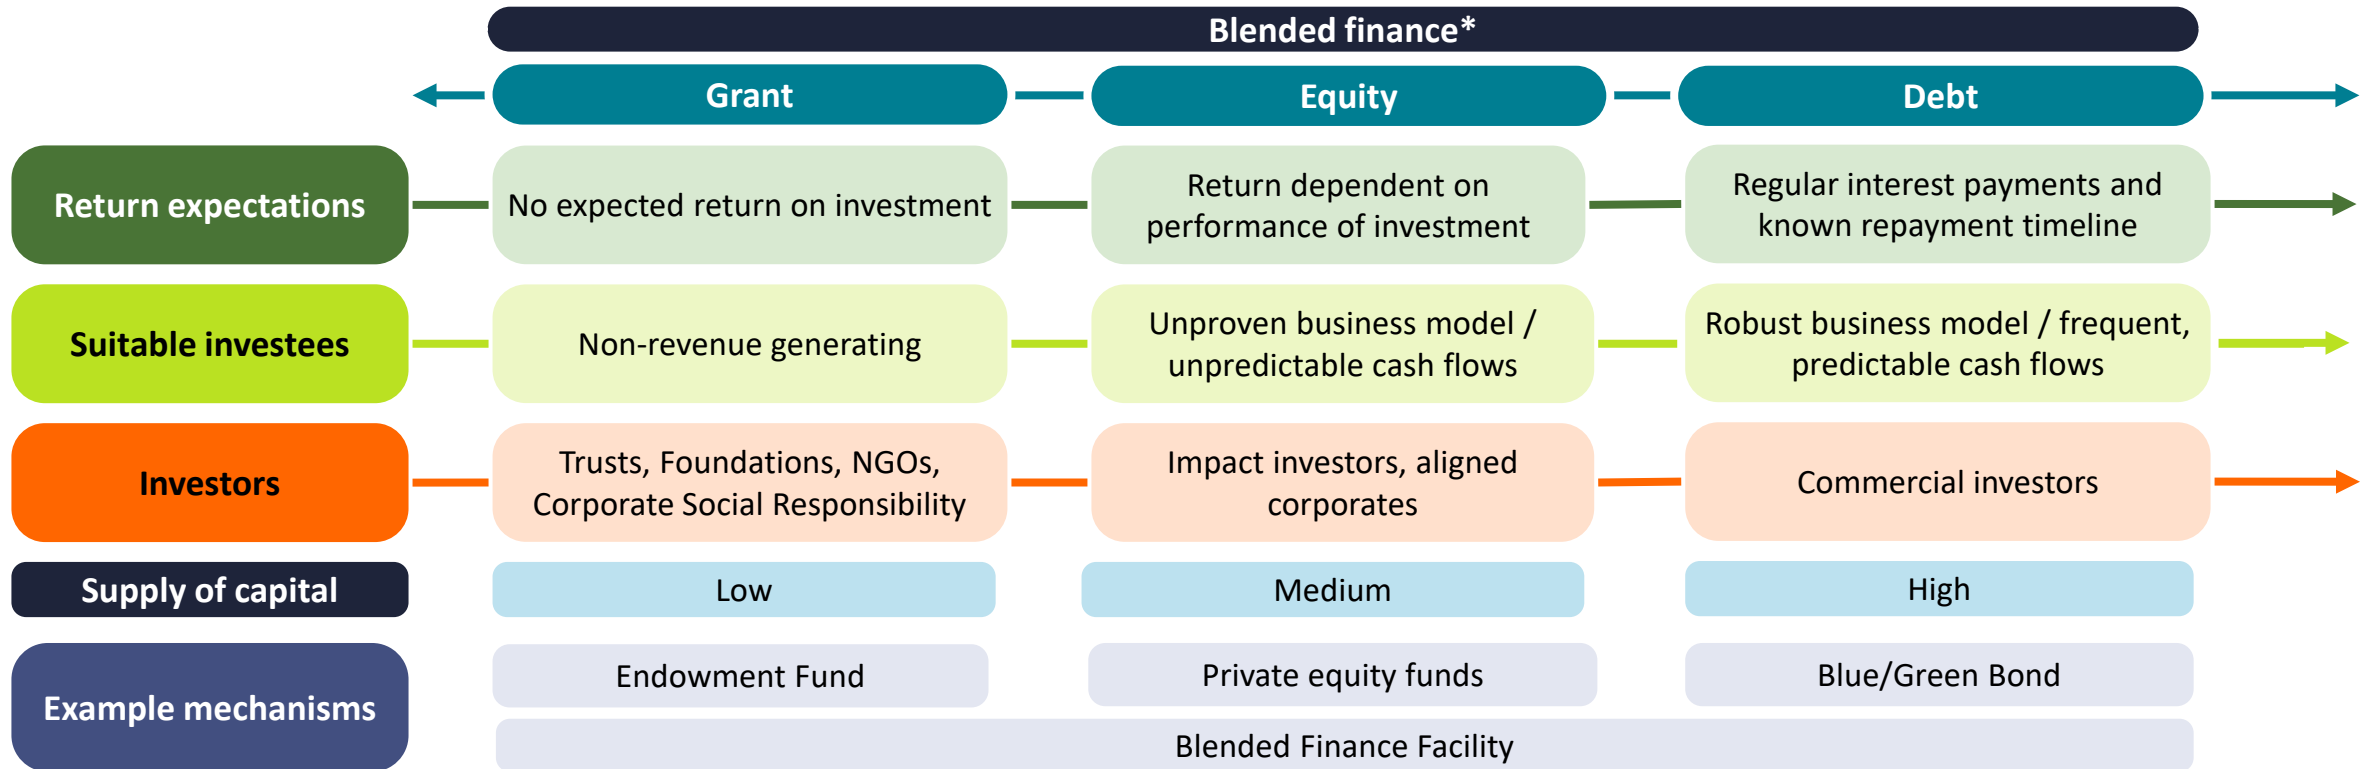 Blended finance*
Grant
Equity
Debt
Return expectations
No expected return on investment
Return dependent on
performance of investment
Regular interest payments and
known repayment timeline
Suitable investees
Non-revenue generating
Unproven business model /
unpredictable cash flows
Robust business model / frequent,
predictable cash flows
Investors
Trusts, Foundations, NGOs,
Corporate Social Responsibility
Impact investors, aligned
corporates
Commercial investors
Supply of capital
Low
Medium
High
Example mechanisms
Endowment Fund
Private equity funds
Blue/Green Bond
Blended Finance Facility